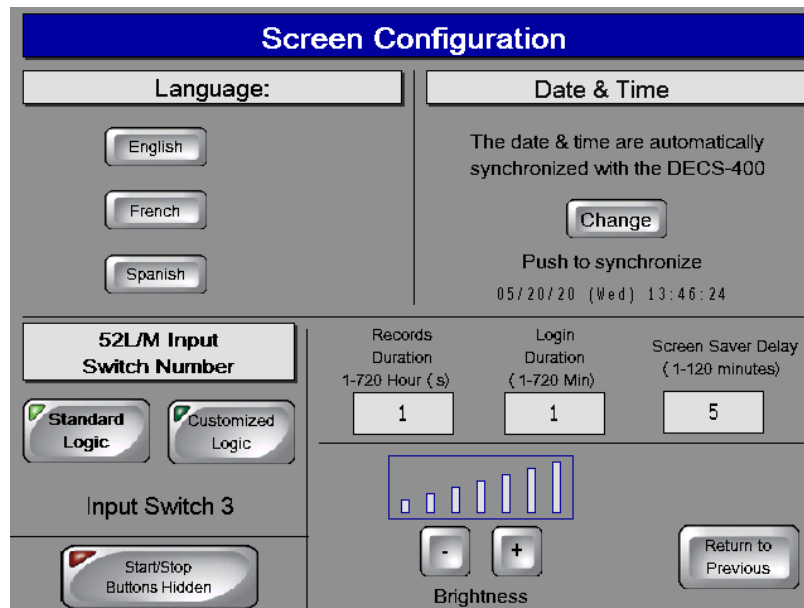 Screen Configuration
Language:
English
French
Spanish
Date & Time
The date & time are automatically
synchronized with the DECS-400
Change
Push to synchronize
05/20/20 (Wed) 13:46:24
52L/M Input
Switch Number
Standard
Logic
Customized
Logic
Input Switch 3
Start/Stop
Buttons Hidden
Records
Duration
1-720 Hour ( s )
1
Login
Duration
( 1-720 Min)
1
Screen Saver Delay
( 1-120 minutes)
5
- +
Brightness
Return to
Previous